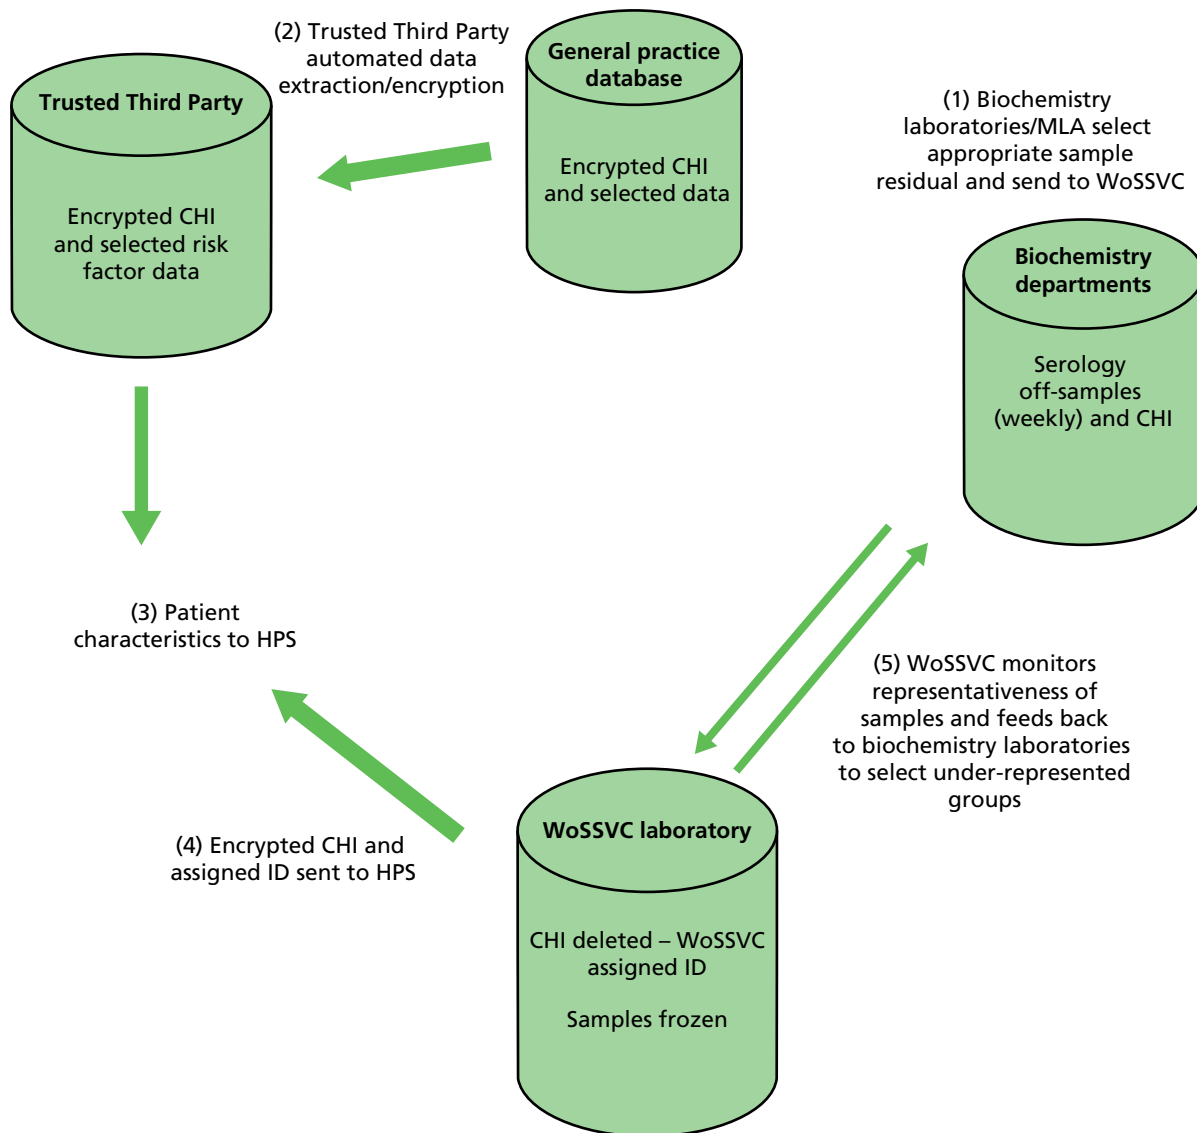 (2) Trusted Third Party
automated data
extraction/encryption
General practice
database
Encrypted CHI
and selected data
Trusted Third Party
Encrypted CHI
and selected risk
factor data
(1) Biochemistry
laboratories/MLA select
appropriate sample
residual and send to WoSSVC
Biochemistry
departments
Serology
off-samples
(weekly) and CHI
(3) Patient
characteristics to HPS
(5) WoSSVC monitors
representativeness of
samples and feeds back
to biochemistry laboratories
to select under-represented
groups
(4) Encrypted CHI and
assigned ID sent to HPS
WoSSVC laboratory
CHI deleted – WoSSVC
assigned ID
Samples frozen